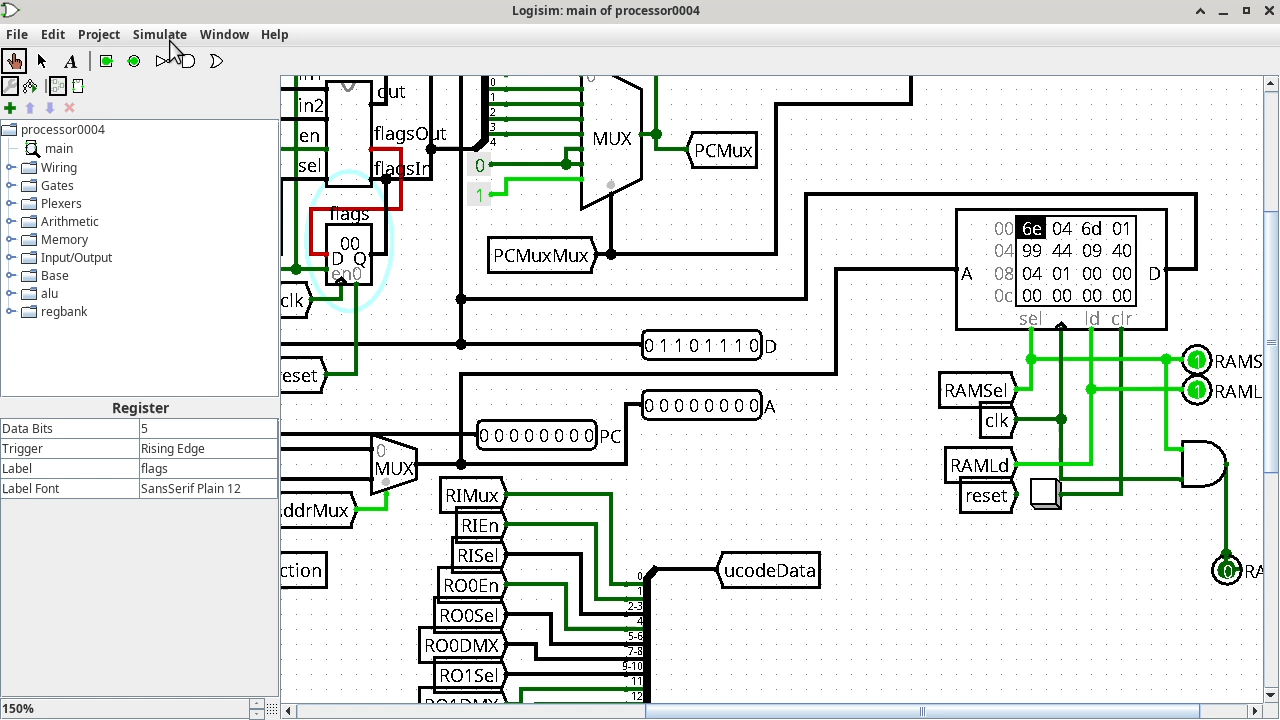 Logisim: main of processor0004
File Edit Project Simulate Window Help
A
processor0004
main
Wiring
Gates
Plexers
Arithmetic
Memory
Input/Output
Base
alu
regbank
Register
Data Bits 5
Trigger Rising Edge
Label flags
Label Font SansSerif Plain 12
150%
out
in2
en
sel
flagsOut
flagsIn
flags
00
D Q
en0
clk
eset
0
1
2
3
4
0
1
MUX
PCMux
PCMuxMux
00 6e 04 6d 01
04 99 44 09 40
08 04 01 00 00
0c 00 00 00 00
A
D
sel ld clr
01101110 D
00000000 A
00000000 PC
0
MUX
ddrMux
ction
RAMSel
clk
RAMLd
reset
1 RAMS
1 RAML
0 RA
RIMux
RIEn
RISel
RO0En
RO0Sel
RO0DMX
RO1Sel
RO1DMX
0
1
2-3
4
5-6
7-8
9-10
11
12
ucodeData